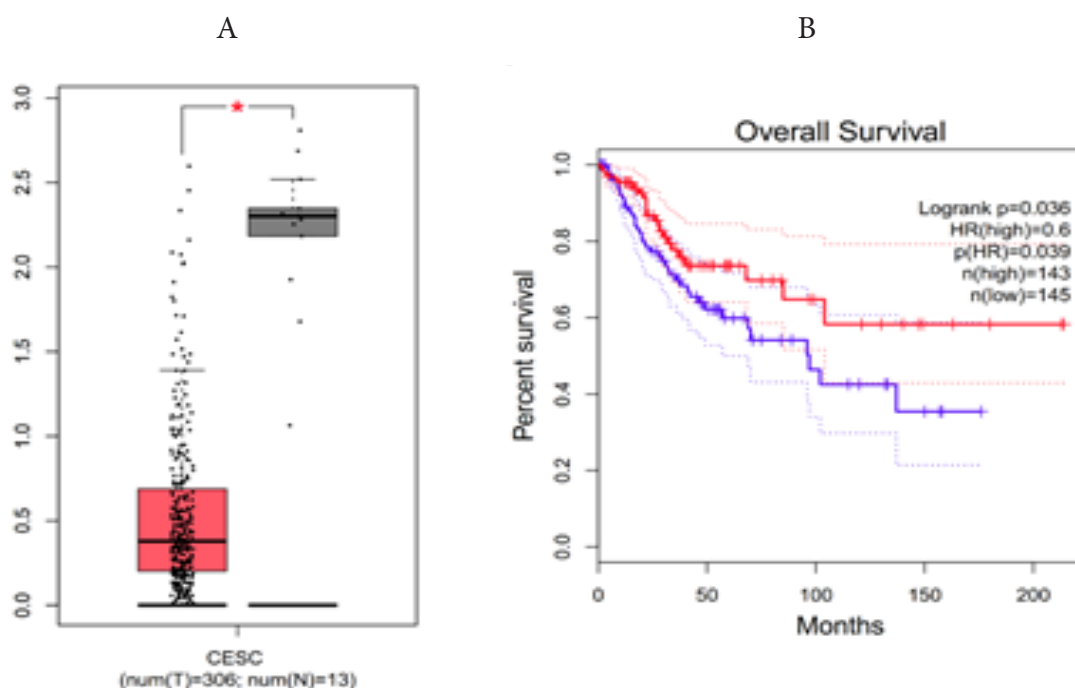 A
3.0
2.5
2.0
1.5
1.0
0.5
0.0
*
CESC
(num(T)=306; num(N)=13)
B
Overall Survival
Logrank p=0.036
HR(high)=0.6
p(HR)=0.039
n(high)=143
n(low)=145
Percent survival
1.0
0.8
0.6
0.4
0.2
0.0
0 50 100 150 200
Months